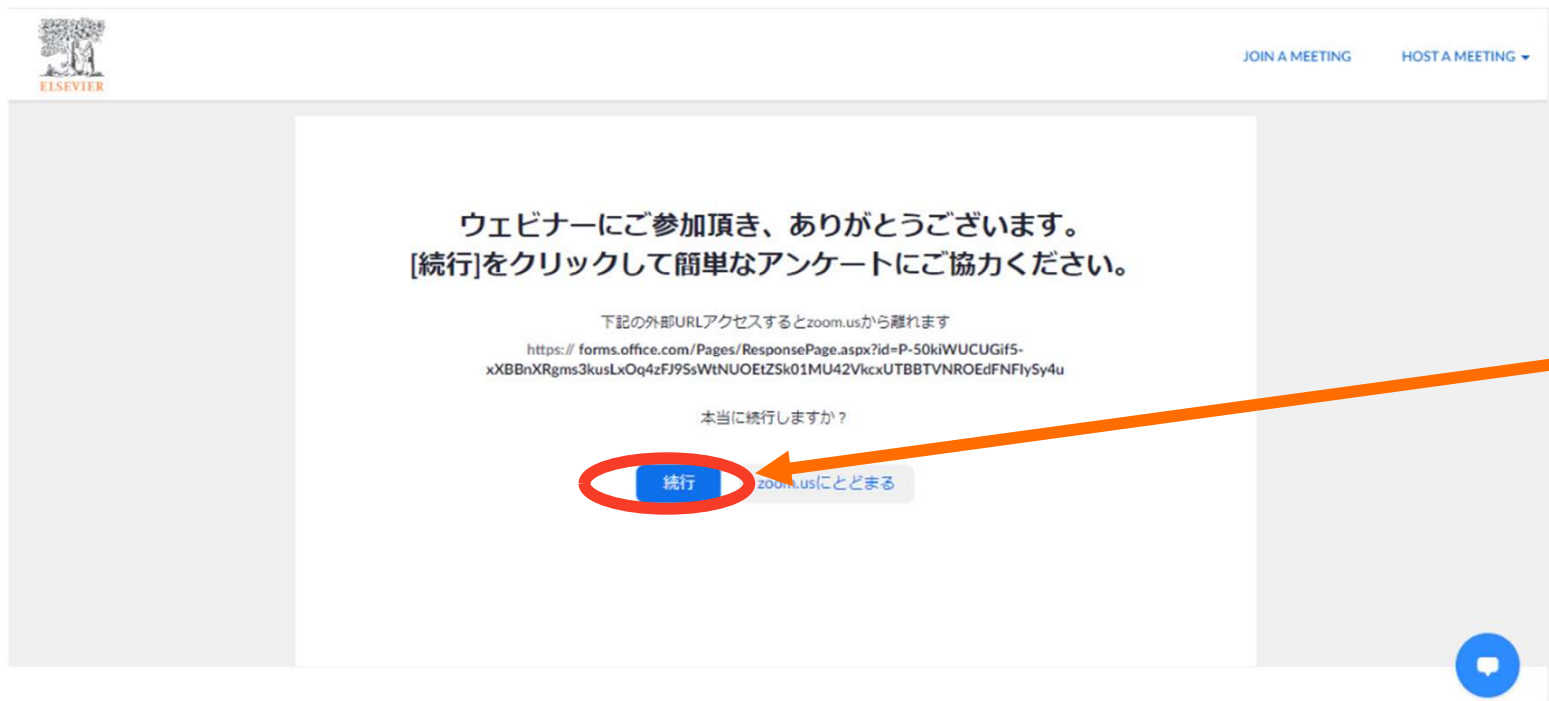 ELSEVIER
JOIN A MEETING
HOST A MEETING
ウェビナーにご参加頂き、ありがとうございます。
[続行]をクリックして簡単なアンケートにご協力ください。
下記の外部URLアクセスするとzoom.usから離れます
https:// forms.office.com/Pages/ResponsePage.aspx?id=P-50kiWUCUGif5-
xXBBnXRgms3kusLxOq4zFJ9SsWtNUOEtZSk01MU42VkcxUTBBTVNROEdFNFIySy4u
本当に続行しますか？
続行
zoom.usにとどまる